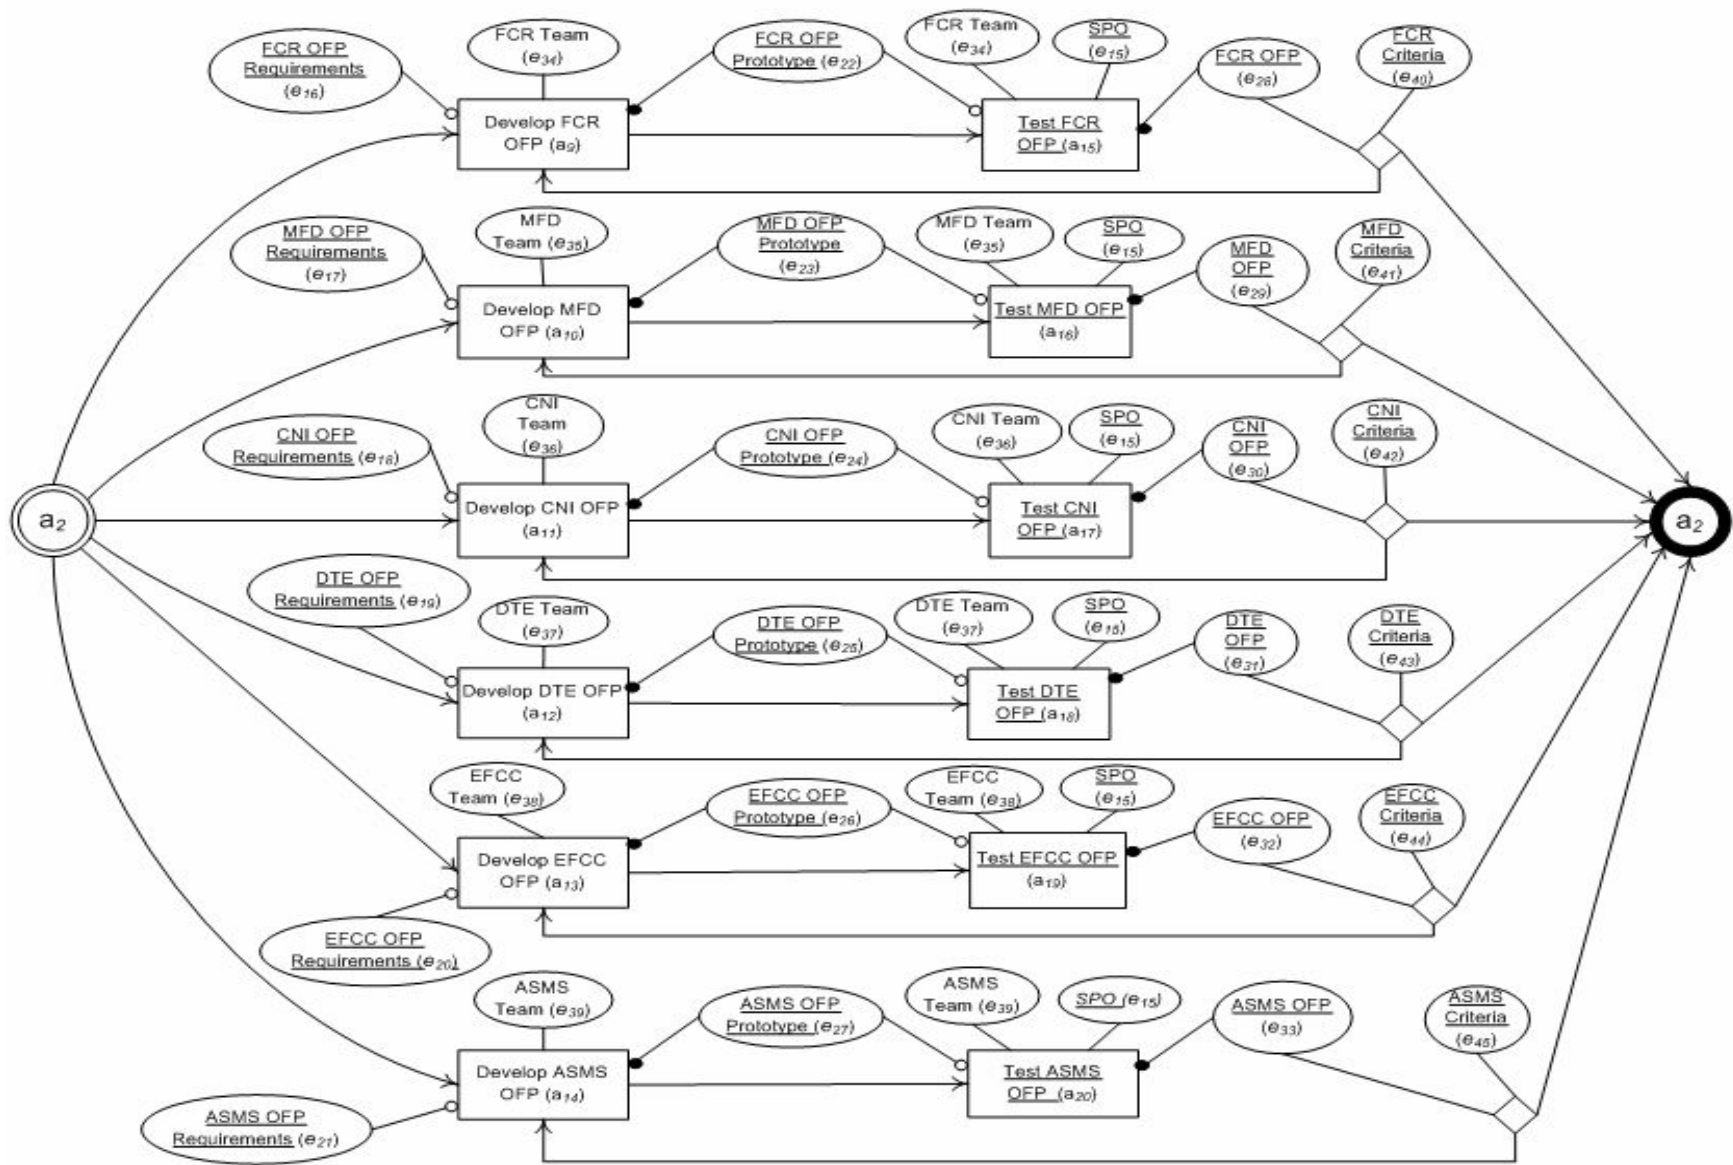 FCR OFP
Requirements
(e16)
FCR Team
(e34)
FCR OFP
Prototype (e22)
FCR Team
(e34)
SPO
(e15)
FCR OFP
(e28)
FCR
Criteria
(e40)
Develop FCR
OFP (a9)
Test FCR
OFP (a15)
MFD OFP
Requirements
(e17)
MFD
Team (e35)
MFD OFP
Prototype
(e23)
MFD Team
(e35)
SPO
(e15)
MFD
OFP
(e29)
MFD
Criteria
(e41)
Develop MFD
OFP (a10)
Test MFD OFP
(a16)
CNI OFP
Requirements (e18)
CNI
Team
(e36)
CNI OFP
Prototype (e24)
CNI Team
(e36)
SPO
(e15)
CNI
OFP
(e30)
CNI
Criteria
(e42)
a2
Develop CNI OFP
(a11)
Test CNI
OFP (a17)
a2
DTE OFP
Requirements (e19)
DTE Team
(e37)
DTE OFP
Prototype (e25)
DTE Team
(e37)
SPO
(e15)
DTE
OFP
(e31)
DTE
Criteria
(e43)
Develop DTE OFP
(a12)
Test DTE
OFP (a18)
EFCC
Team (e38)
EFCC OFP
Prototype (e26)
EFCC
Team (e38)
SPO
(e15)
EFCC OFP
(e32)
EFCC
Criteria
(e44)
Develop EFCC
OFP (a13)
Test EFCC OFP
(a19)
EFCC OFP
Requirements (e20)
ASMS
Team (e39)
ASMS OFP
Prototype (e27)
ASMS
Team (e39)
SPO (e15)
ASMS OFP
(e33)
ASMS
Criteria
(e45)
Develop ASMS
OFP (a14)
Test ASMS
OFP (a20)
ASMS OFP
Requirements (e21)